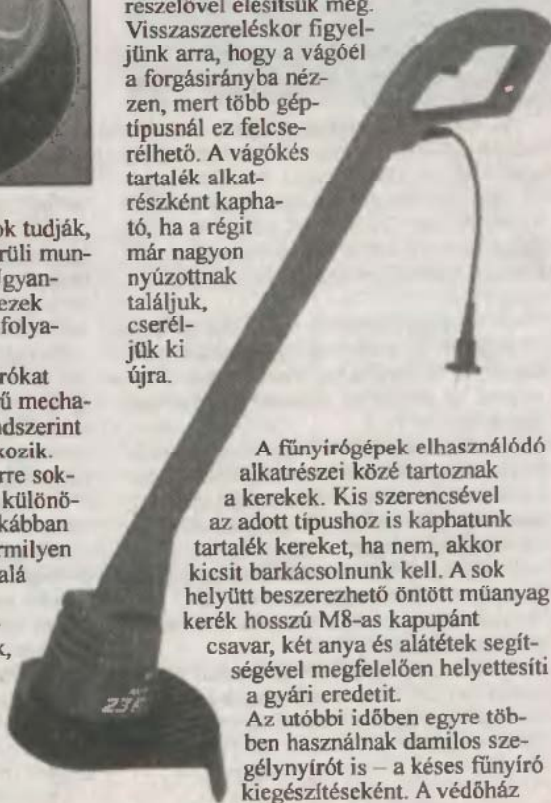 reszelővel élesítsük meg.
Visszaszereléskor figyel-
jünk arra, hogy a vágóél
a forgásirányba néz-
zen, mert több gép-
típusnál ez felcse-
rélhető. A vágókés
tartalék alkat-
részként kapha-
tó, ha a régit
már nagyon
nyúzottnak
találjuk,
cserél-
jük ki
újra.
ok tudják,
rüli mun-
gyan-
ezek
folya-
rókat
ű mecha-
dszerint
kozik.
rre sok-
különö-
kábban
rmilyen
alá
A fűnyírógépek elhasználódó
alkatrészei közé tartoznak
a kerekek. Kis szerencsével
az adott típushoz is kaphatunk
tartalék kereket, ha nem, akkor
kicsit barkácsolnunk kell. A sok
helyütt beszerezhető öntött műanyag
kerék hosszú M8-as kapupánt
csavar, két anya és alátétek segít-
ségével megfelelően helyettesíti
a gyári eredetit.
Az utóbbi időben egyre töb-
ben használnak damilos sze-
gélynyírót is – a késes fűnyíró
kiegészítéseként. A védőház